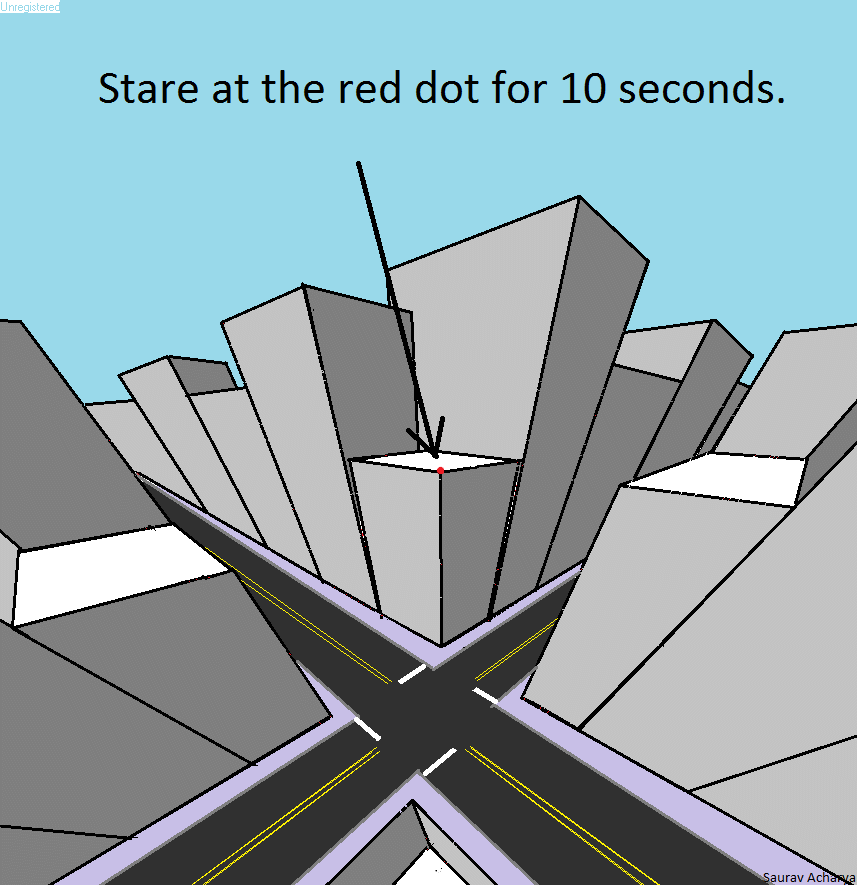 Unregistered
Stare at the red dot for 10 seconds.
Saurav Acharya